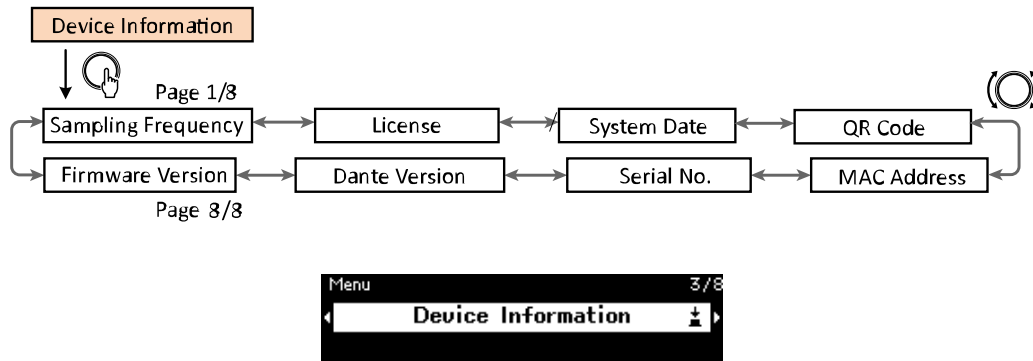 Device Information
Page 1/8
Sampling Frequency
License
System Date
QR Code
Firmware Version
Dante Version
Serial No.
MAC Address
Page 8/8
Menu 3/8
Device Information